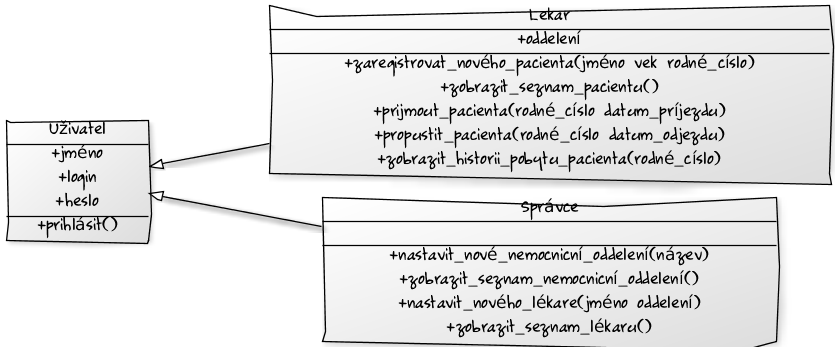 Lekar
+oddelení
+zaregistrovat_nového_pacienta(jméno vek rodné_císlo)
+zobrazit_seznam_pacientu()
+prijmout_pacienta(rodné_císlo datum_príjezdu)
+propustit_pacienta(rodné_císlo datum_odjezdu)
+zobrazit_historii_pobytu_pacienta(rodné_císlo)
Uživatel
+jméno
+login
+heslo
+prihlásit()
Správce
+nastavit_nové_nemocnicní_oddelení(název)
+zobrazit_seznam_nemocnicní_oddelení()
+nastavit_nového_lékare(jméno oddelení)
+zobrazit_seznam_lékaru()